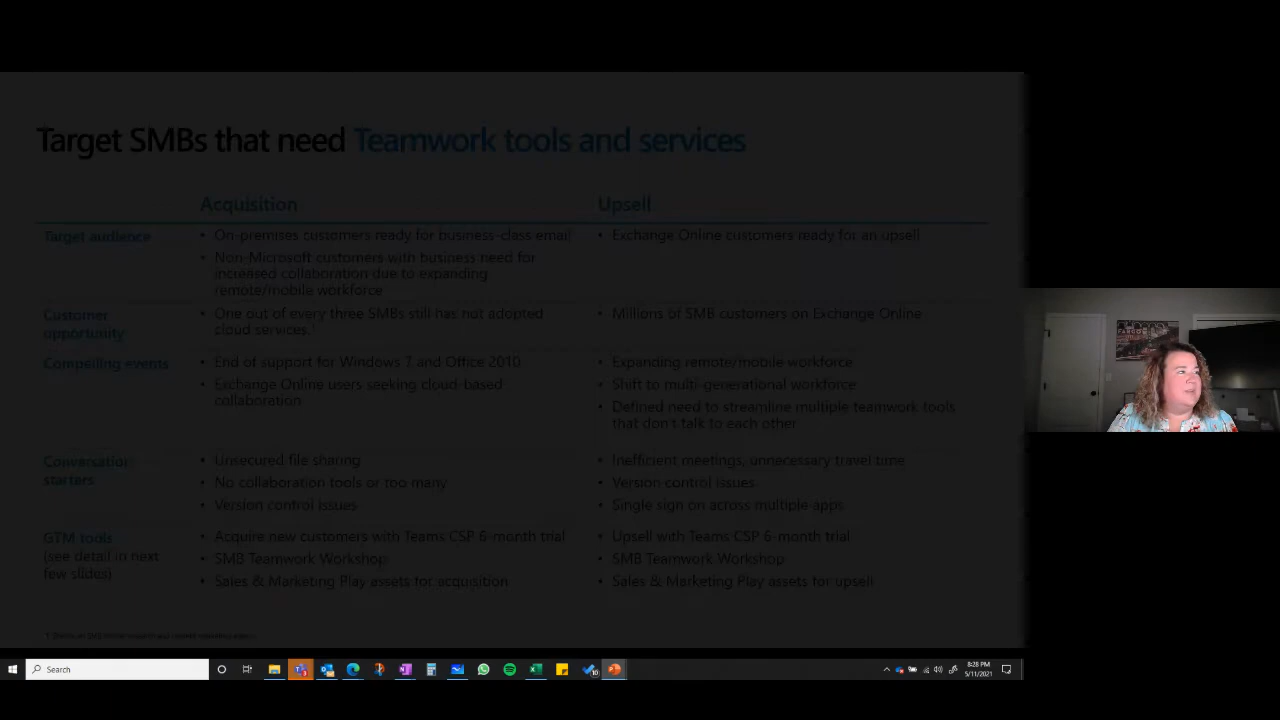 Target SMBs that need Teamwork tools and services
Acquisition
Upsell
Target audience
• On-premises customers ready for business-class email
• Non-Microsoft customers with business need for
increased collaboration due to expanding
remote/mobile workforce
• Exchange Online customers ready for an upsell
Customer
opportunity
• One out of every three SMBs still has not adopted
cloud services.¹
• Millions of SMB customers on Exchange Online
Compelling events
• End of support for Windows 7 and Office 2010
• Exchange Online users seeking cloud-based
collaboration
• Expanding remote/mobile workforce
• Shift to multi-generational workforce
• Defined need to streamline multiple teamwork tools
that don't talk to each other
Conversation
starters
• Unsecured file sharing
• No collaboration tools or too many
• Version control issues
• Inefficient meetings, unnecessary travel time
• Version control issues
• Single sign on across multiple apps
GTM tools
(see detail in next
few slides)
• Acquire new customers with Teams CSP 6-month trial
• SMB Teamwork Workshop
• Sales & Marketing Play assets for acquisition
• Upsell with Teams CSP 6-month trial
• SMB Teamwork Workshop
• Sales & Marketing Play assets for upsell
Search
10
8:28 PM
5/11/2021
FARGO